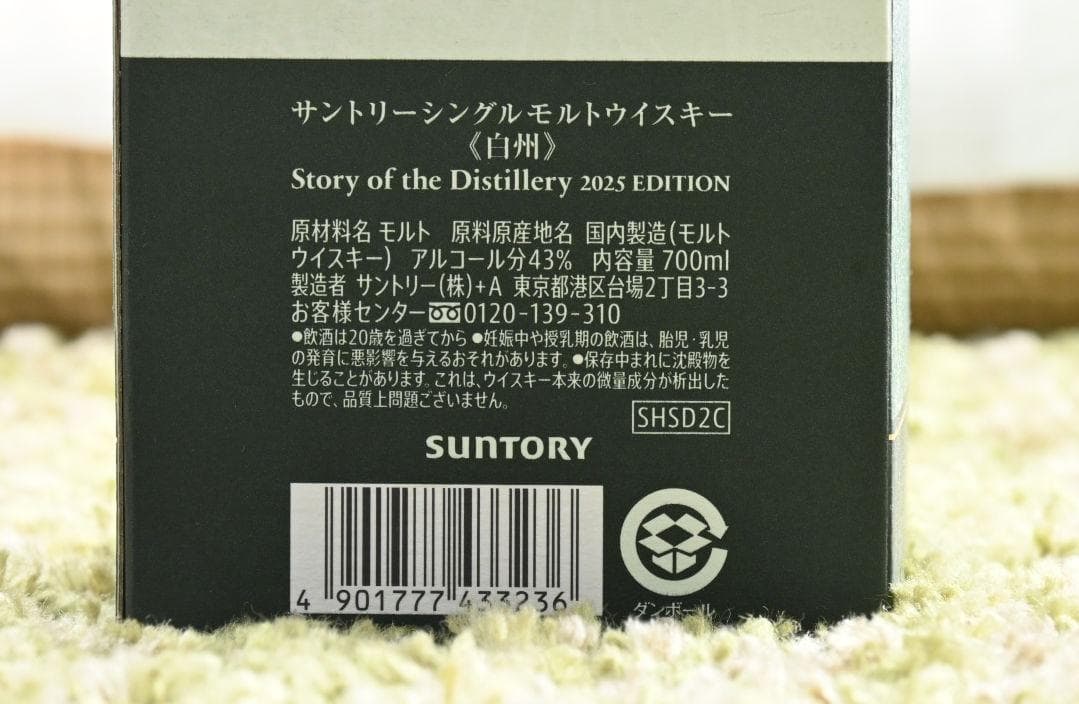 サントリーシングルモルトウイスキー
《白州》
Story of the Distillery 2025 EDITION
原材料名 モルト　原料原産地名 国内製造(モルト
ウイスキー)　アルコール分43%　内容量 700ml
製造者 サントリー(株)+A 東京都港区台場2丁目3-3
お客様センター 0120-139-310
●飲酒は20歳を過ぎてから ●妊娠中や授乳期の飲酒は、胎児・乳児
の発育に悪影響を与えるおそれがあります。●保存中まれに沈殿物を
生じることがあります。これは、ウイスキー本来の微量成分が析出した
もので、品質上問題ございません。
SHSD2C
SUNTORY
4 901777 433236
ダンボール